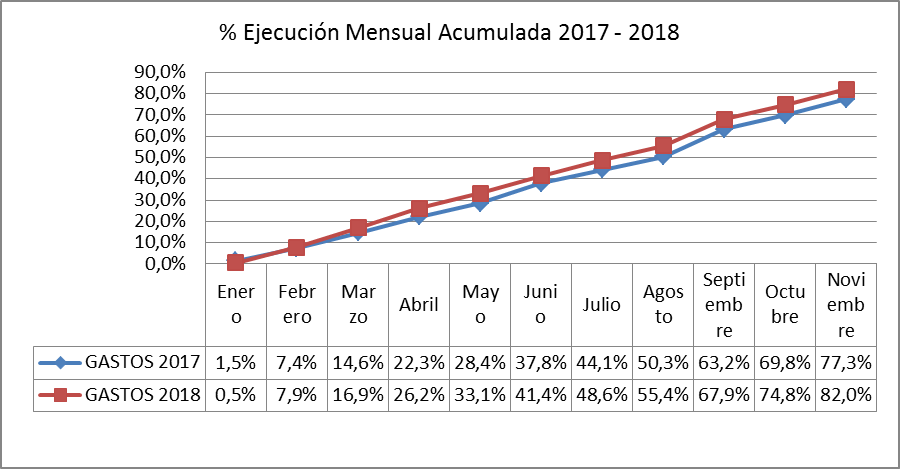 % Ejecución Mensual Acumulada 2017 - 2018
90,0%
80,0%
70,0%
60,0%
50,0%
40,0%
30,0%
20,0%
10,0%
0,0%
Ener
o
Febr
ero
Mar
zo
Abril
May
o
Juni
o
Julio
Agos
to
Septi
emb
re
Octu
bre
Novi
emb
re
GASTOS 2017 1,5% 7,4% 14,6% 22,3% 28,4% 37,8% 44,1% 50,3% 63,2% 69,8% 77,3%
GASTOS 2018 0,5% 7,9% 16,9% 26,2% 33,1% 41,4% 48,6% 55,4% 67,9% 74,8% 82,0%